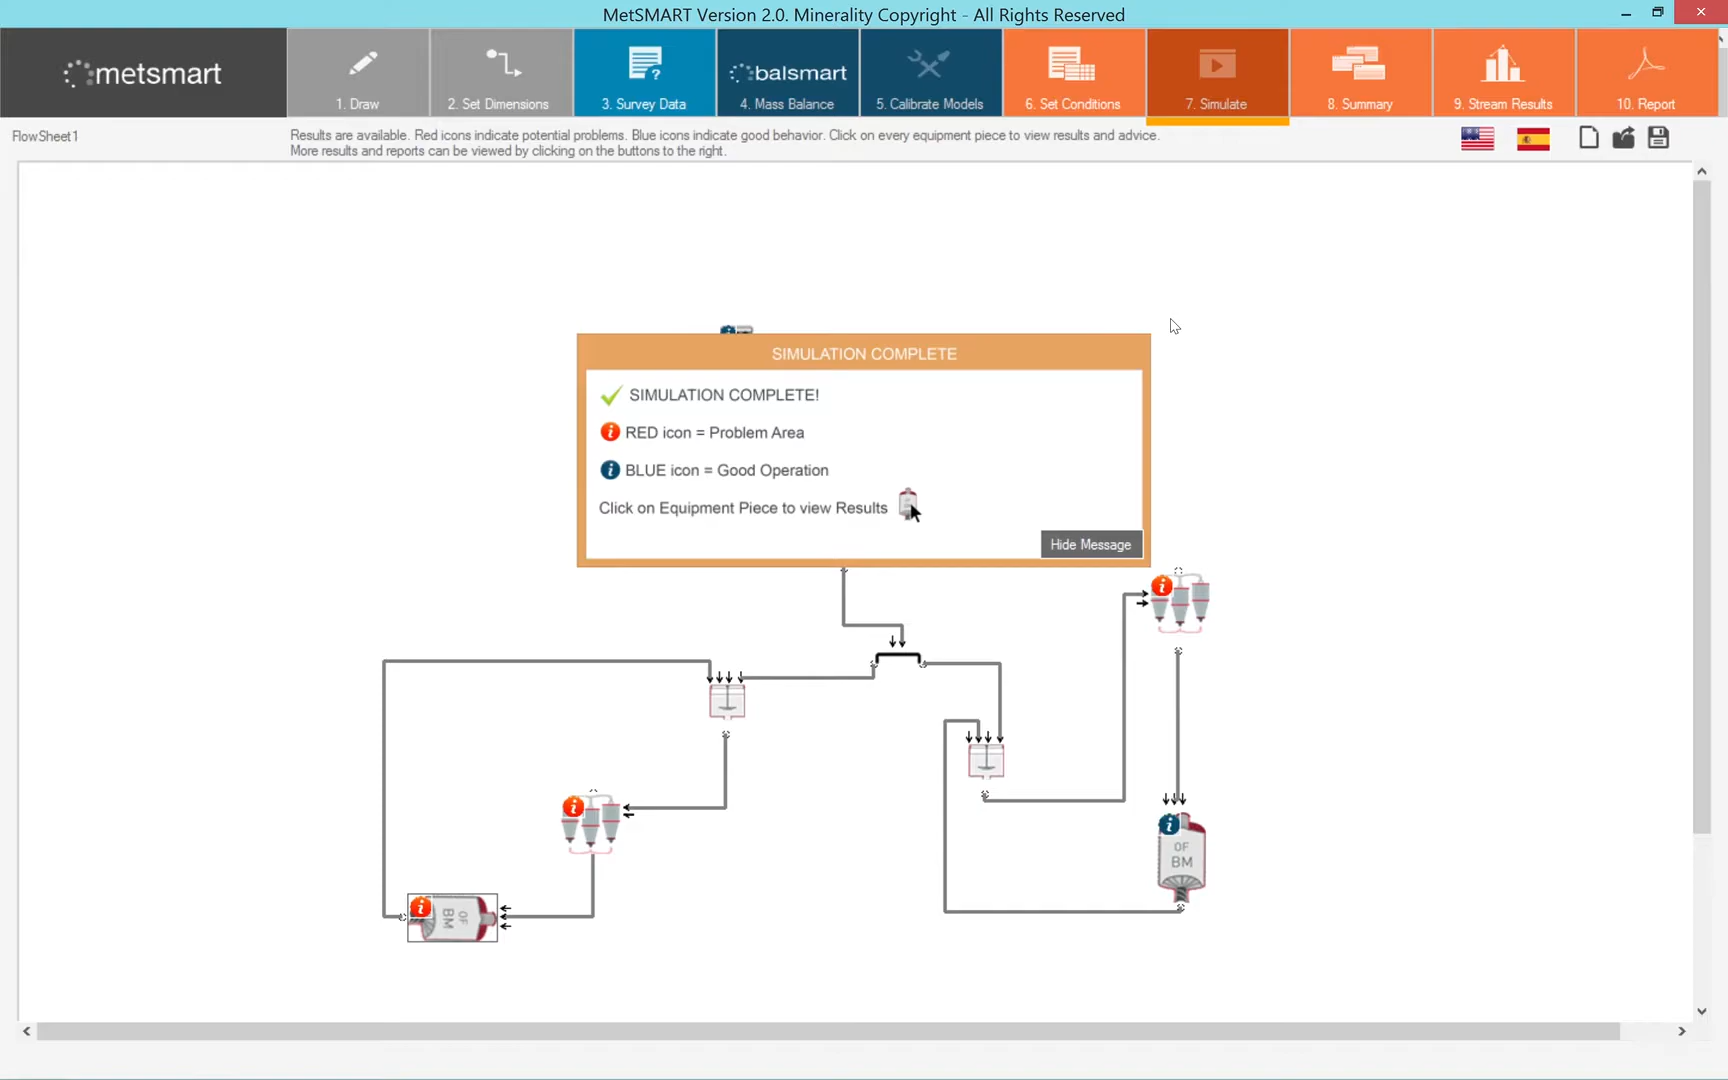 MetSMART Version 2.0. Minerality Copyright - All Rights Reserved
metsmart
1. Draw
2. Set Dimensions
3. Survey Data
balsmart
4. Mass Balance
5. Calibrate Models
6. Set Conditions
7. Simulate
8. Summary
9. Stream Results
10. Report
FlowSheet1
Results are available. Red icons indicate potential problems. Blue icons indicate good behavior. Click on every equipment piece to view results and advice.
More results and reports can be viewed by clicking on the buttons to the right.
SIMULATION COMPLETE
SIMULATION COMPLETE!
RED icon = Problem Area
BLUE icon = Good Operation
Click on Equipment Piece to view Results
Hide Message
OF
BM
OF
BM